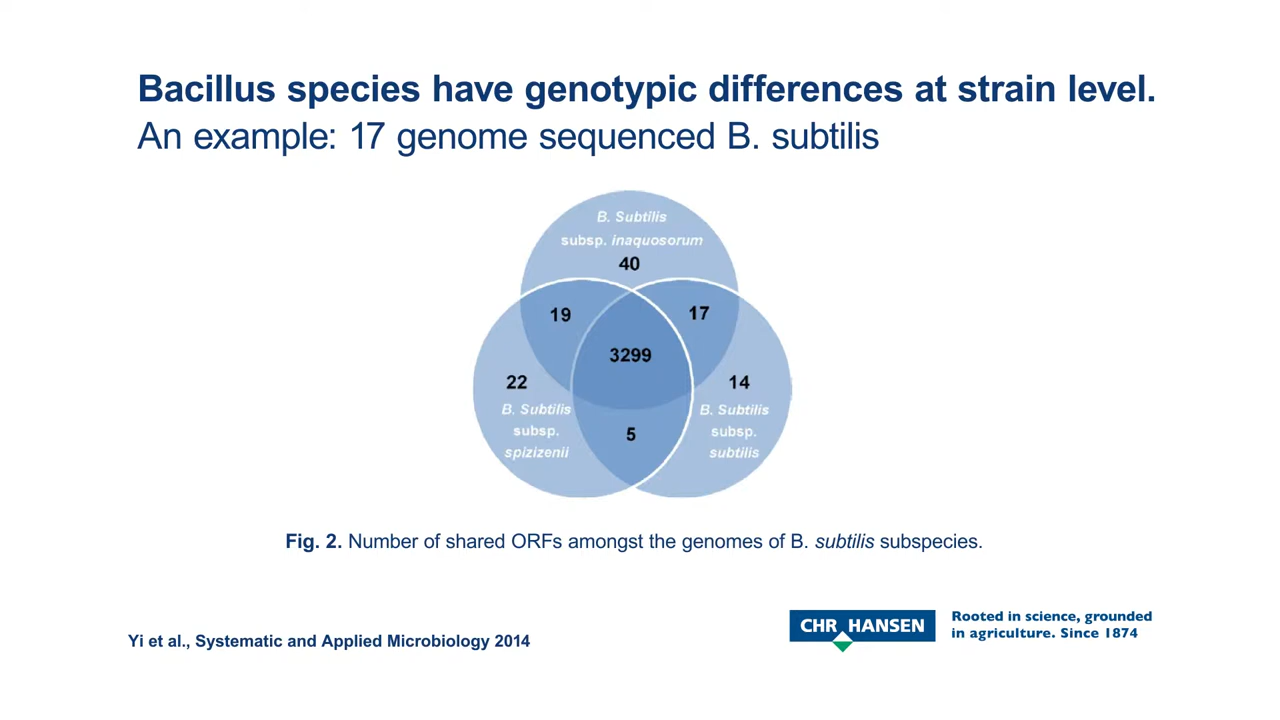 Bacillus species have genotypic differences at strain level.
An example: 17 genome sequenced B. subtilis
B. Subtilis
subsp. inaquosorum
40
19
17
3299
22
14
B. Subtilis
subsp.
spizizenii
B. Subtilis
subsp.
subtilis
5
Fig. 2. Number of shared ORFs amongst the genomes of B. subtilis subspecies.
Yi et al., Systematic and Applied Microbiology 2014
CHR HANSEN
Rooted in science, grounded
in agriculture. Since 1874